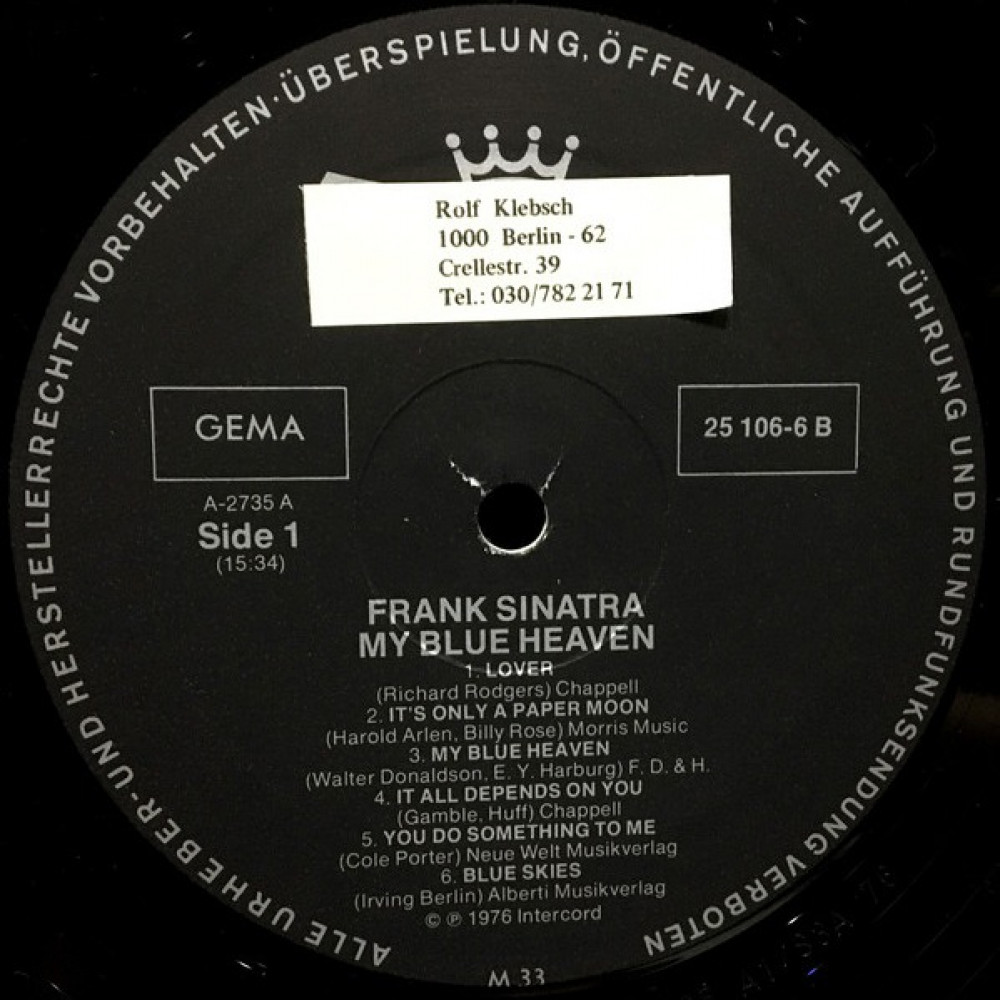 ALLE URHEBER-UND HERSTELLERRECHTE VORBEHALTEN·ÜBERSPIELUNG, ÖFFENTLICHE AUFFÜHRUNG UND RUNDFUNKSENDUNG VERBOTEN
Rolf Klebsch
1000 Berlin - 62
Crellestr. 39
Tel.: 030/782 21 71
GEMA
25 106-6 B
A-2735 A
Side 1
(15:34)
FRANK SINATRA
MY BLUE HEAVEN
1. LOVER
(Richard Rodgers) Chappell
2. IT'S ONLY A PAPER MOON
(Harold Arlen, Billy Rose) Morris Music
3. MY BLUE HEAVEN
(Walter Donaldson, E. Y. Harburg) F. D. & H.
4. IT ALL DEPENDS ON YOU
(Gamble, Huff) Chappell
5. YOU DO SOMETHING TO ME
(Cole Porter) Neue Welt Musikverlag
6. BLUE SKIES
(Irving Berlin) Alberti Musikverlag
© ℗ 1976 Intercord
M 33